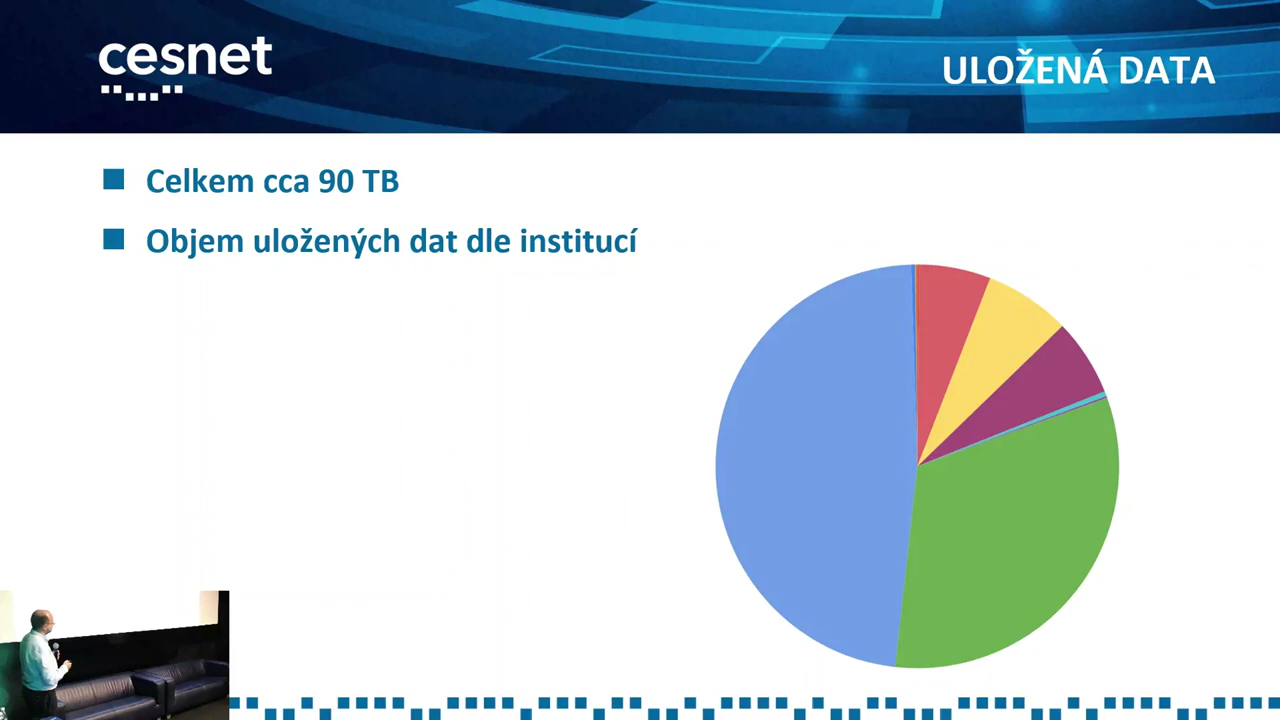 cesnet
ULOŽENÁ DATA
Celkem cca 90 TB
Objem uložených dat dle institucí